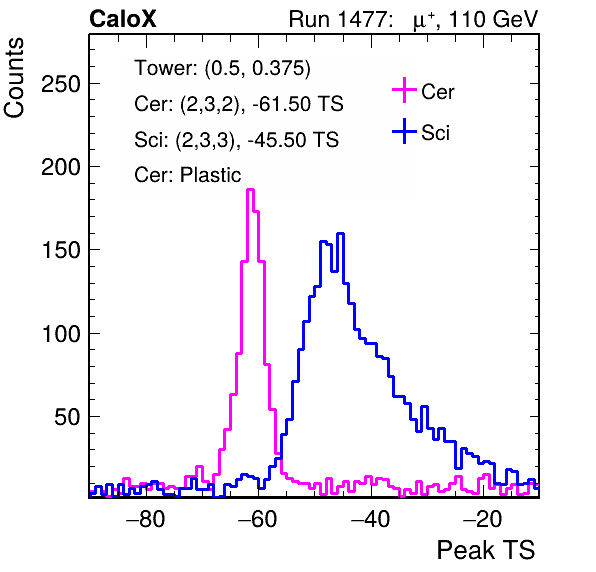 CaloX Run 1477: μ⁺, 110 GeV
Counts
Tower: (0.5, 0.375)
Cer: (2,3,2), -61.50 TS
Sci: (2,3,3), -45.50 TS
Cer: Plastic
Cer
Sci
250
200
150
100
50
−80 −60 −40 −20
Peak TS